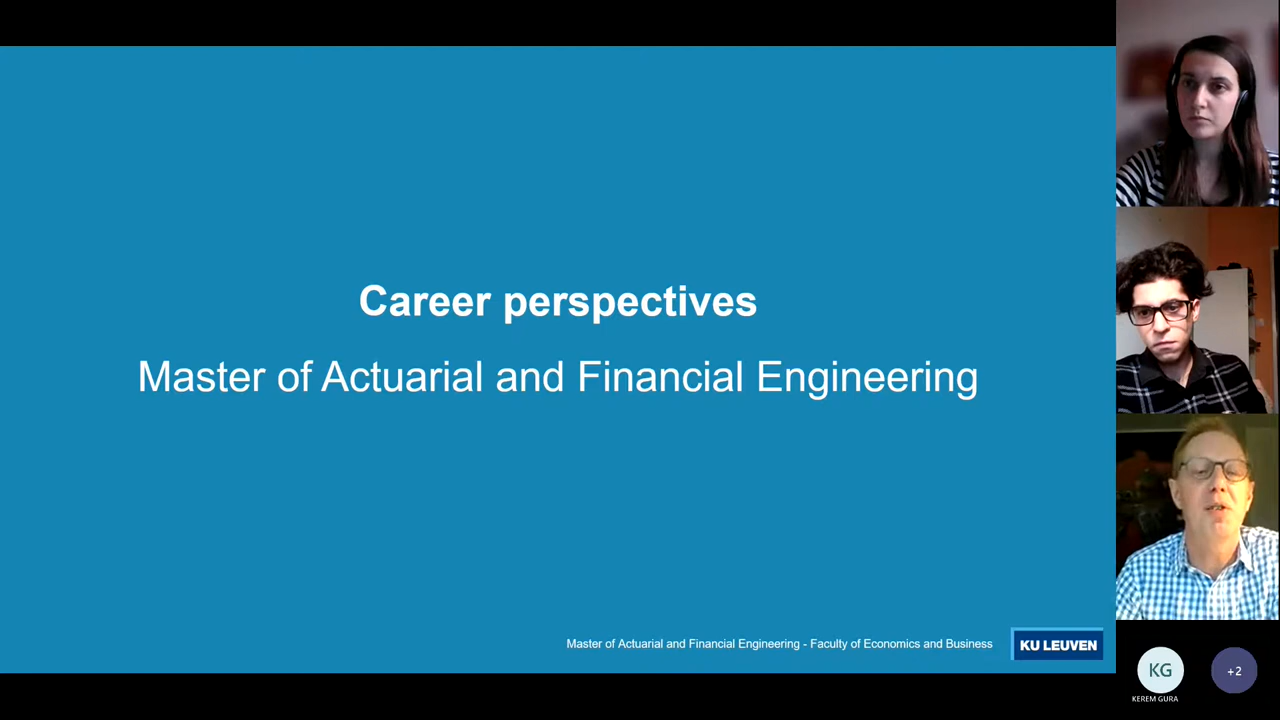 Career perspectives
Master of Actuarial and Financial Engineering
Master of Actuarial and Financial Engineering - Faculty of Economics and Business
KU LEUVEN
KG
+2
KEREM GURA